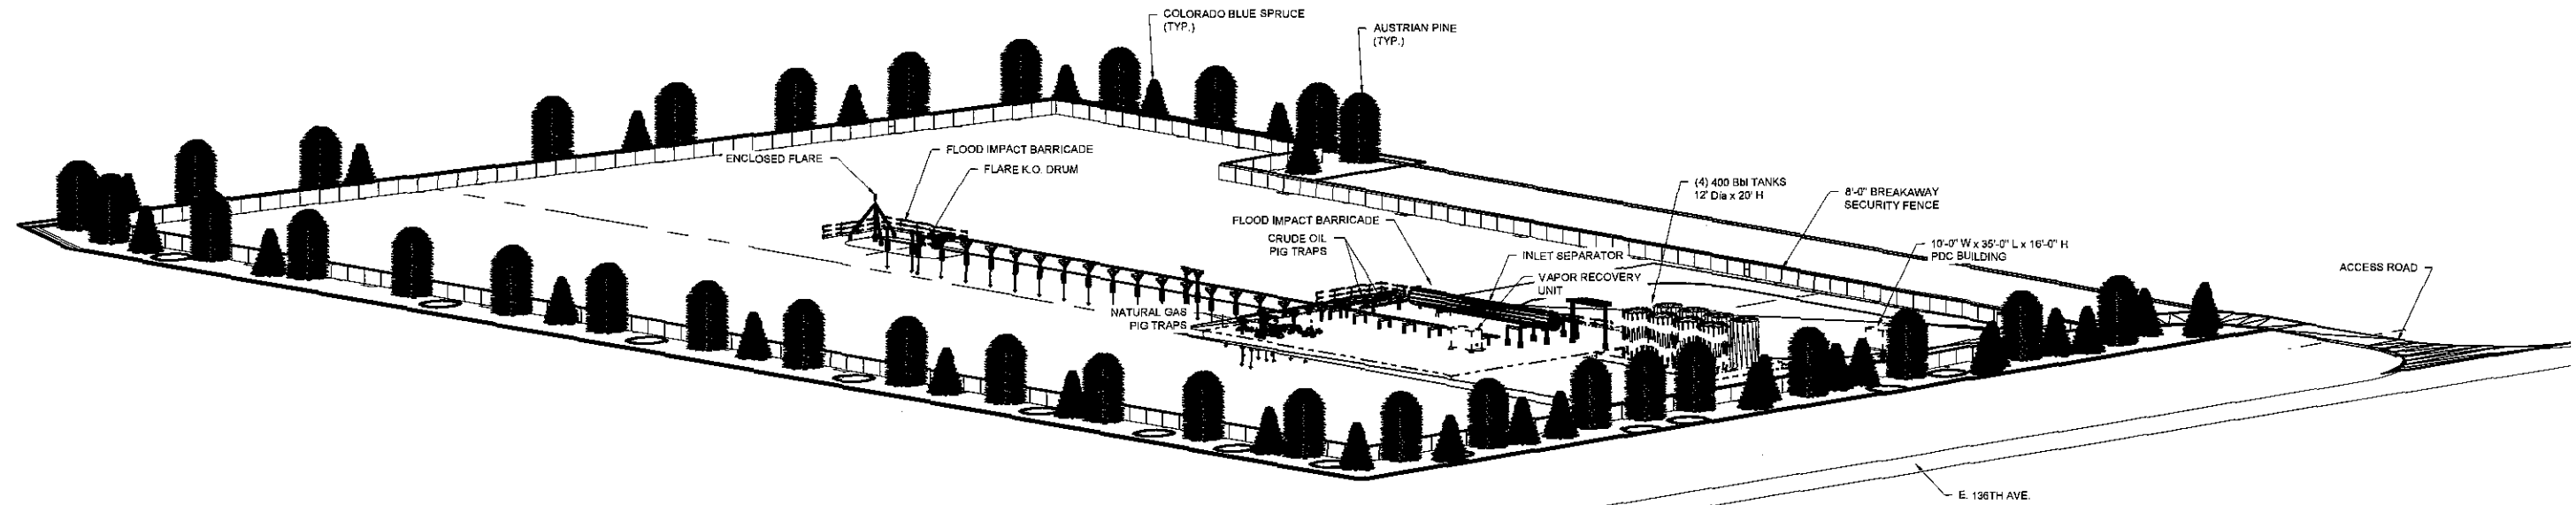 COLORADO BLUE SPRUCE
(TYP.)
AUSTRIAN PINE
(TYP.)
ENCLOSED FLARE
FLOOD IMPACT BARRICADE
FLARE K.O. DRUM
(4) 400 Bbl TANKS
12' Dia x 20' H
8'-0" BREAKAWAY
SECURITY FENCE
FLOOD IMPACT BARRICADE
CRUDE OIL
PIG TRAPS
INLET SEPARATOR
VAPOR RECOVERY
UNIT
10'-0" W x 35'-0" L x 16'-0" H
PDC BUILDING
ACCESS ROAD
NATURAL GAS
PIG TRAPS
E. 136TH AVE.